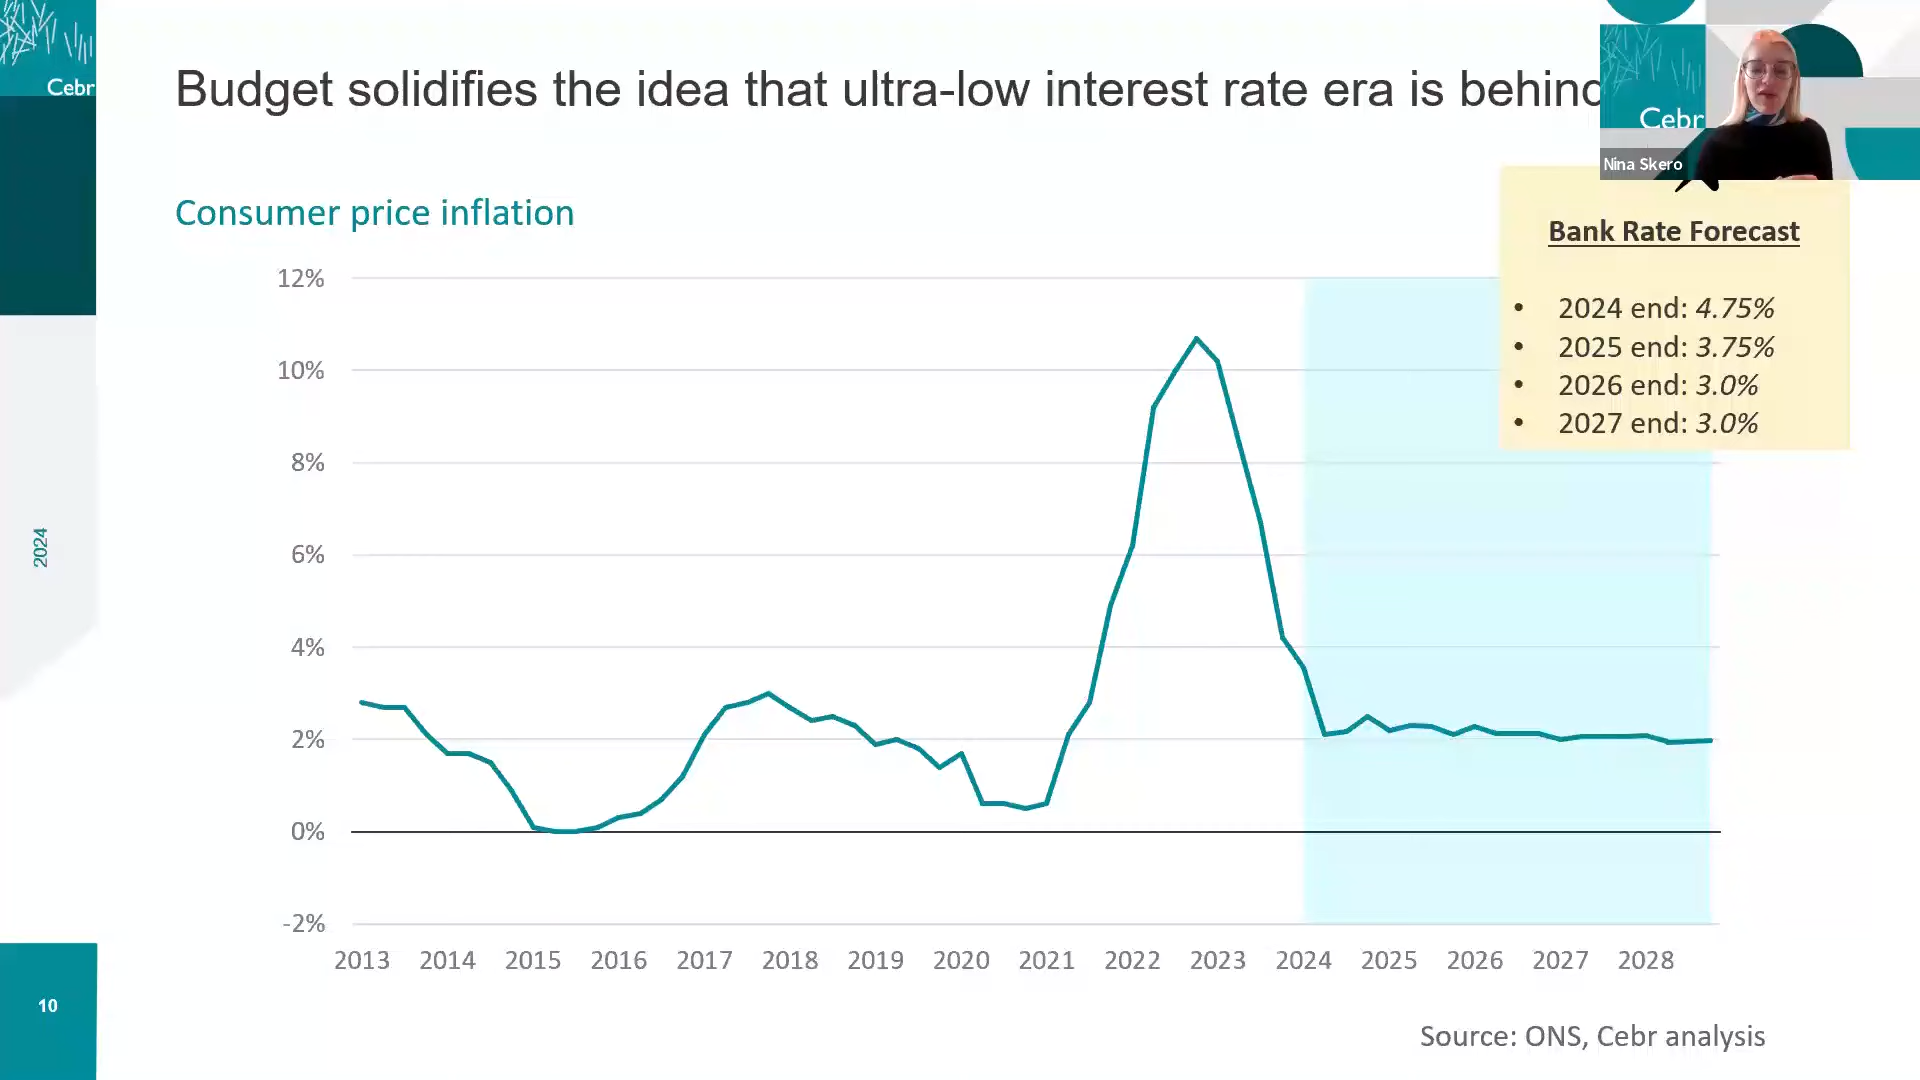 Cebr
Budget solidifies the idea that ultra-low interest rate era is behind
Cebr
Nina Skero
Consumer price inflation
Bank Rate Forecast
• 2024 end: 4.75%
• 2025 end: 3.75%
• 2026 end: 3.0%
• 2027 end: 3.0%
12%
10%
8%
6%
4%
2%
0%
-2%
2013 2014 2015 2016 2017 2018 2019 2020 2021 2022 2023 2024 2025 2026 2027 2028
2024
10
Source: ONS, Cebr analysis